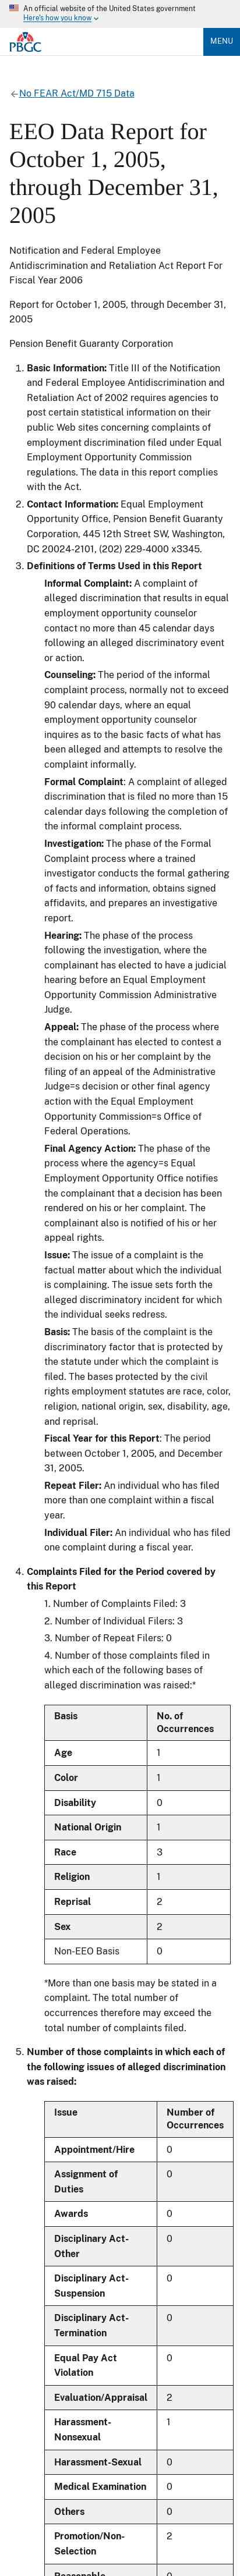 An official website of the United States government
Here's how you know
PBGC
MENU
No FEAR Act/MD 715 Data
EEO Data Report for
October 1, 2005,
through December 31,
2005
Notification and Federal Employee
Antidiscrimination and Retaliation Act Report For
Fiscal Year 2006
Report for October 1, 2005, through December 31,
2005
Pension Benefit Guaranty Corporation
1. Basic Information: Title III of the Notification
and Federal Employee Antidiscrimination and
Retaliation Act of 2002 requires agencies to
post certain statistical information on their
public Web sites concerning complaints of
employment discrimination filed under Equal
Employment Opportunity Commission
regulations. The data in this report complies
with the Act.
2. Contact Information: Equal Employment
Opportunity Office, Pension Benefit Guaranty
Corporation, 445 12th Street SW, Washington,
DC 20024-2101, (202) 229-4000 x3345.
3. Definitions of Terms Used in this Report
Informal Complaint: A complaint of
alleged discrimination that results in equal
employment opportunity counselor
contact no more than 45 calendar days
following an alleged discriminatory event
or action.
Counseling: The period of the informal
complaint process, normally not to exceed
90 calendar days, where an equal
employment opportunity counselor
inquires as to the basic facts of what has
been alleged and attempts to resolve the
complaint informally.
Formal Complaint: A complaint of alleged
discrimination that is filed no more than 15
calendar days following the completion of
the informal complaint process.
Investigation: The phase of the Formal
Complaint process where a trained
investigator conducts the formal gathering
of facts and information, obtains signed
affidavits, and prepares an investigative
report.
Hearing: The phase of the process
following the investigation, where the
complainant has elected to have a judicial
hearing before an Equal Employment
Opportunity Commission Administrative
Judge.
Appeal: The phase of the process where
the complainant has elected to contest a
decision on his or her complaint by the
filing of an appeal of the Administrative
Judge=s decision or other final agency
action with the Equal Employment
Opportunity Commission=s Office of
Federal Operations.
Final Agency Action: The phase of the
process where the agency=s Equal
Employment Opportunity Office notifies
the complainant that a decision has been
rendered on his or her complaint. The
complainant also is notified of his or her
appeal rights.
Issue: The issue of a complaint is the
factual matter about which the individual
is complaining. The issue sets forth the
alleged discriminatory incident for which
the individual seeks redress.
Basis: The basis of the complaint is the
discriminatory factor that is protected by
the statute under which the complaint is
filed. The bases protected by the civil
rights employment statutes are race, color,
religion, national origin, sex, disability, age,
and reprisal.
Fiscal Year for this Report: The period
between October 1, 2005, and December
31, 2005.
Repeat Filer: An individual who has filed
more than one complaint within a fiscal
year.
Individual Filer: An individual who has filed
one complaint during a fiscal year.
4. Complaints Filed for the Period covered by
this Report
1. Number of Complaints Filed: 3
2. Number of Individual Filers: 3
3. Number of Repeat Filers: 0
4. Number of those complaints filed in
which each of the following bases of
alleged discrimination was raised:*
Basis No. of
Occurrences
Age 1
Color 1
Disability 0
National Origin 1
Race 3
Religion 1
Reprisal 2
Sex 2
Non-EEO Basis 0
*More than one basis may be stated in a
complaint. The total number of
occurrences therefore may exceed the
total number of complaints filed.
5. Number of those complaints in which each of
the following issues of alleged discrimination
was raised:
Issue Number of
Occurrences
Appointment/Hire 0
Assignment of 0
Duties
Awards 0
Disciplinary Act- 0
Other
Disciplinary Act- 0
Suspension
Disciplinary Act- 0
Termination
Equal Pay Act 0
Violation
Evaluation/Appraisal 2
Harassment- 1
Nonsexual
Harassment-Sexual 0
Medical Examination 0
Others 0
Promotion/Non- 2
Selection
Reasonable 0